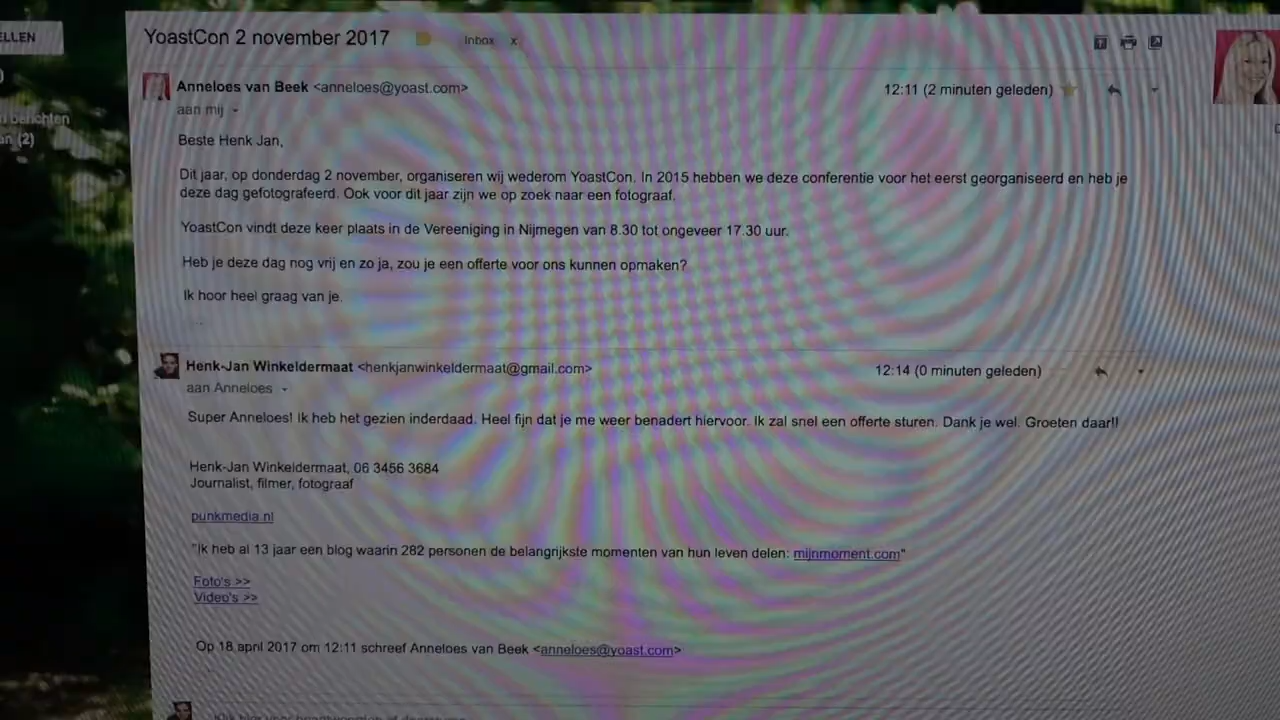 ELLEN
YoastCon 2 november 2017
Inbox x
Anneloes van Beek <anneloes@yoast.com>
12:11 (2 minuten geleden)
aan mij
berichten
(2)
Beste Henk Jan,
Dit jaar, op donderdag 2 november, organiseren wij wederom YoastCon. In 2015 hebben we deze conferentie voor het eerst georganiseerd en heb je
deze dag gefotografeerd. Ook voor dit jaar zijn we op zoek naar een fotograaf.
YoastCon vindt deze keer plaats in de Vereeniging in Nijmegen van 8.30 tot ongeveer 17.30 uur.
Heb je deze dag nog vrij en zo ja, zou je een offerte voor ons kunnen opmaken?
Ik hoor heel graag van je.
Henk-Jan Winkeldermaat <henkjanwinkeldermaat@gmail.com>
12:14 (0 minuten geleden)
aan Anneloes
Super Anneloes! Ik heb het gezien inderdaad. Heel fijn dat je me weer benadert hiervoor. Ik zal snel een offerte sturen. Dank je wel. Groeten daar!!
Henk-Jan Winkeldermaat, 06 3456 3684
Journalist, filmer, fotograaf
punkmedia.nl
"Ik heb al 13 jaar een blog waarin 282 personen de belangrijkste momenten van hun leven delen: mijnmoment.com"
Foto's >>
Video's >>
Op 18 april 2017 om 12:11 schreef Anneloes van Beek <anneloes@yoast.com>